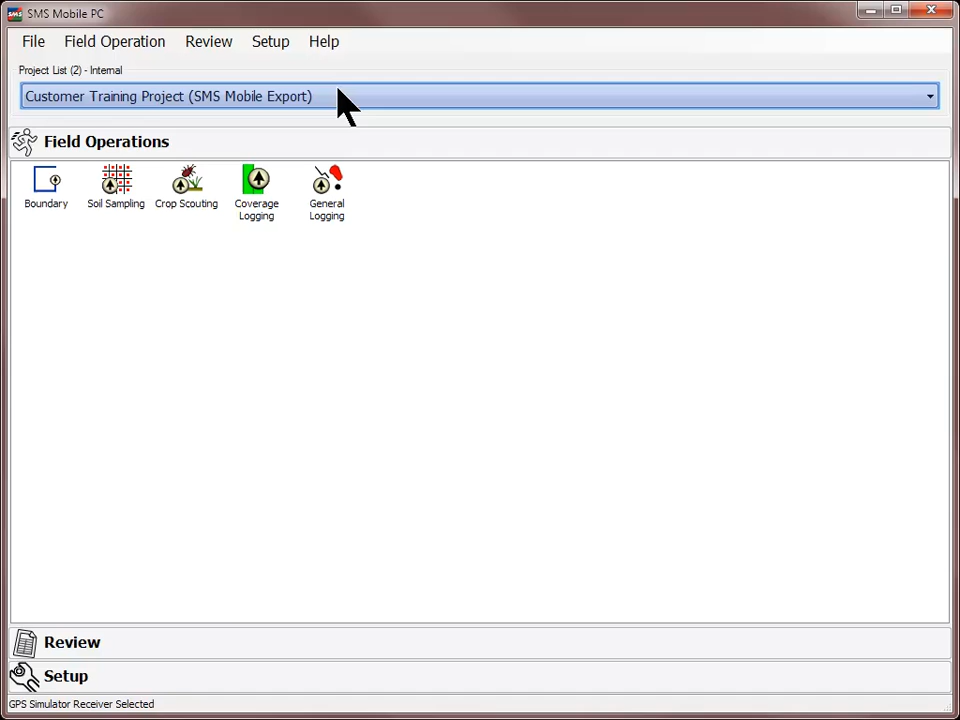 SMS Mobile PC
File Field Operation Review Setup Help
Project List (2) - Internal
Customer Training Project (SMS Mobile Export)
Field Operations
Boundary Soil Sampling Crop Scouting Coverage Logging General Logging
Review
Setup
GPS Simulator Receiver Selected